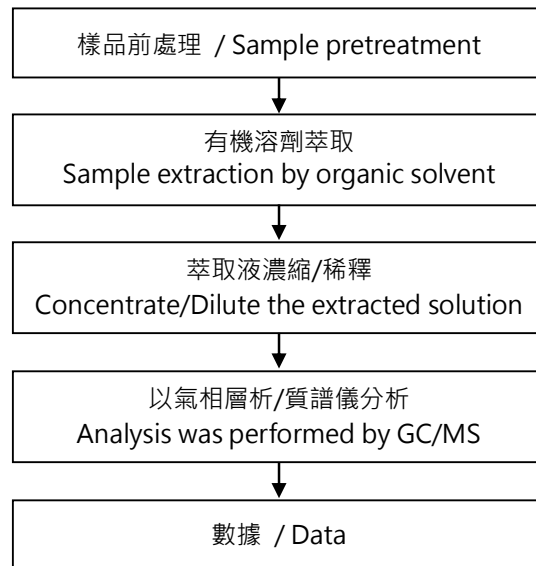 樣品前處理 / Sample pretreatment
有機溶劑萃取
Sample extraction by organic solvent
萃取液濃縮/稀釋
Concentrate/Dilute the extracted solution
以氣相層析/質譜儀分析
Analysis was performed by GC/MS
數據 / Data